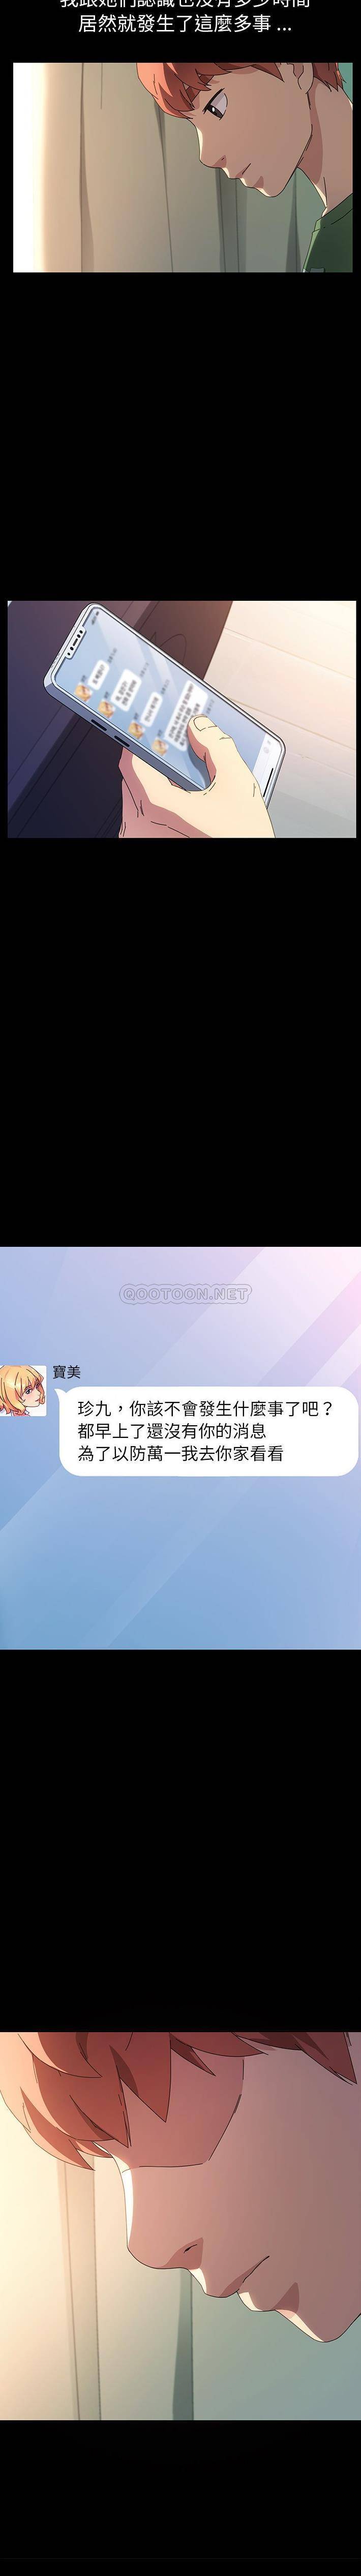 我跟她們認識也沒有多少時間
居然就發生了這麼多事...
QOOTOON.NET
寶美
珍九，你該不會發生什麼事了吧？
都早上了還沒有你的消息
為了以防萬一我去你家看看